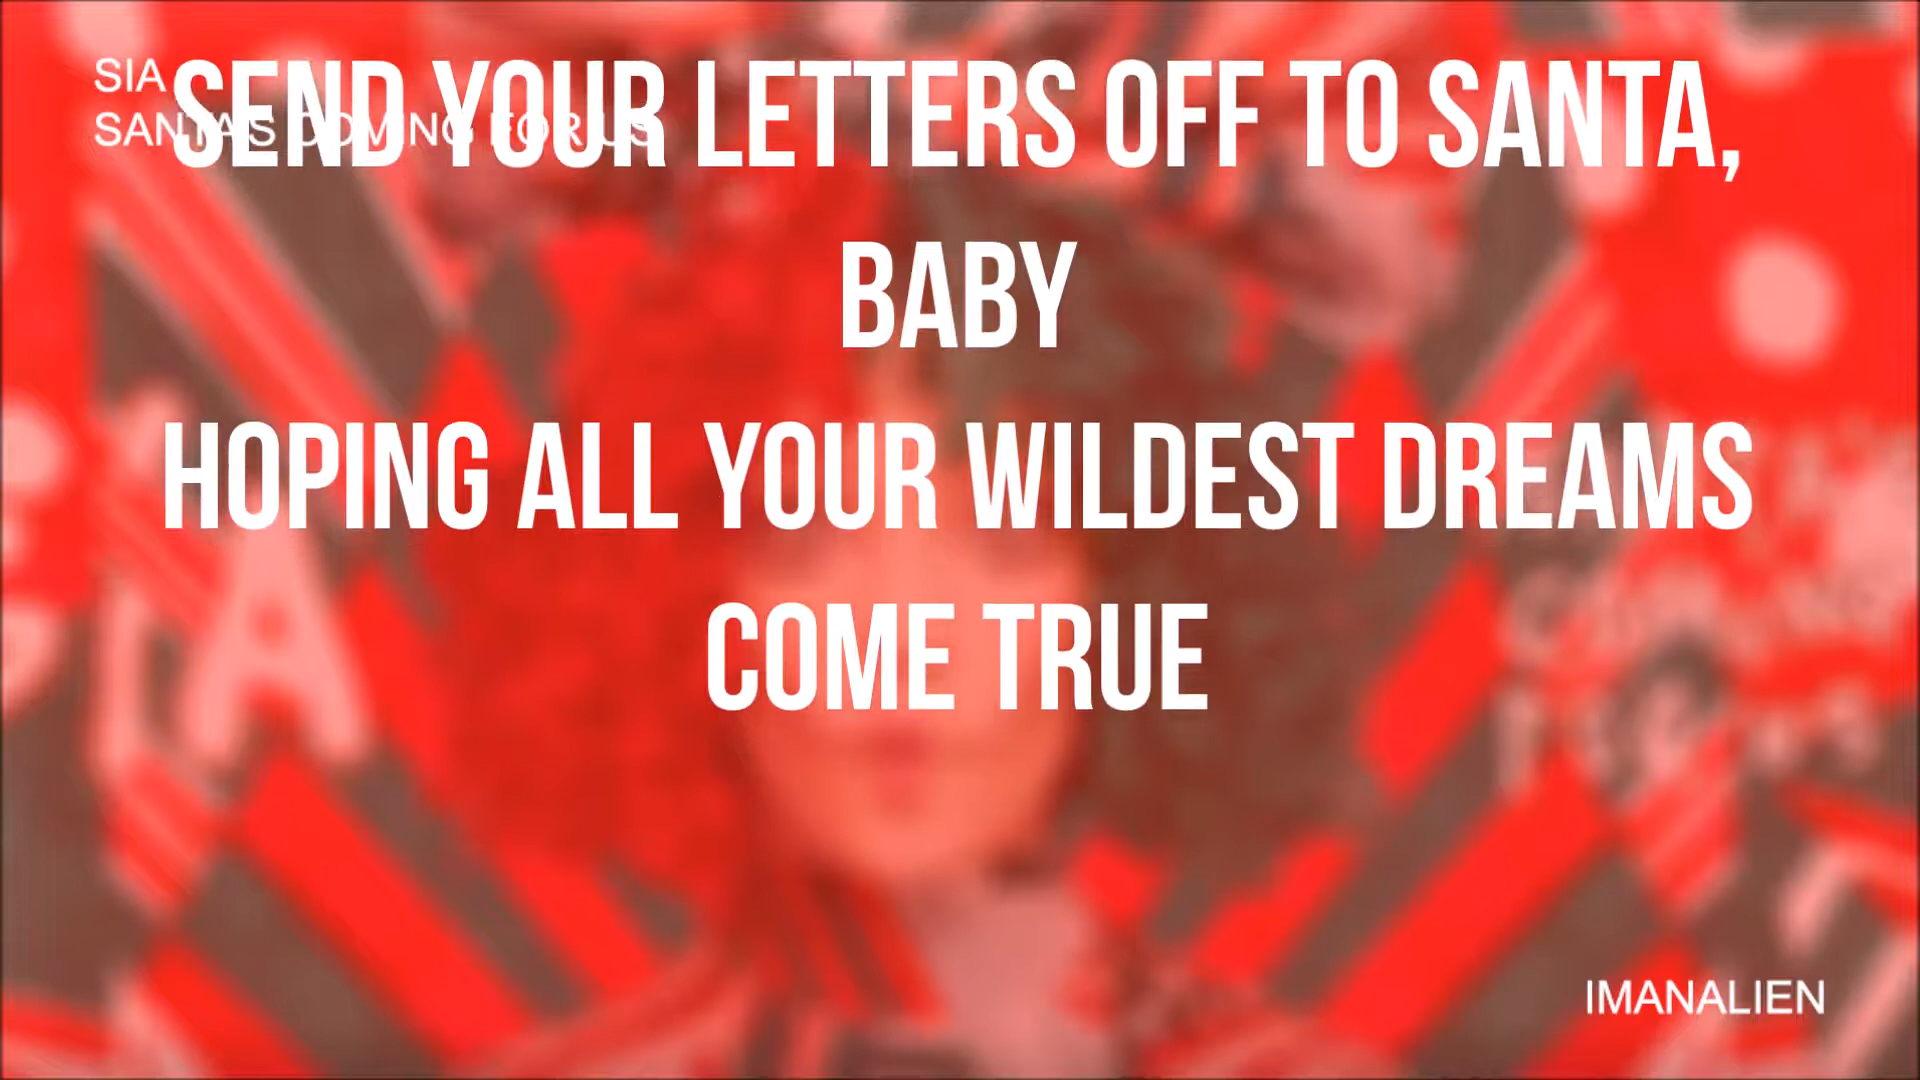 SIA
SANTA'S COMING FOR US
SEND YOUR LETTERS OFF TO SANTA,
BABY
HOPING ALL YOUR WILDEST DREAMS
COME TRUE
IMANALIEN